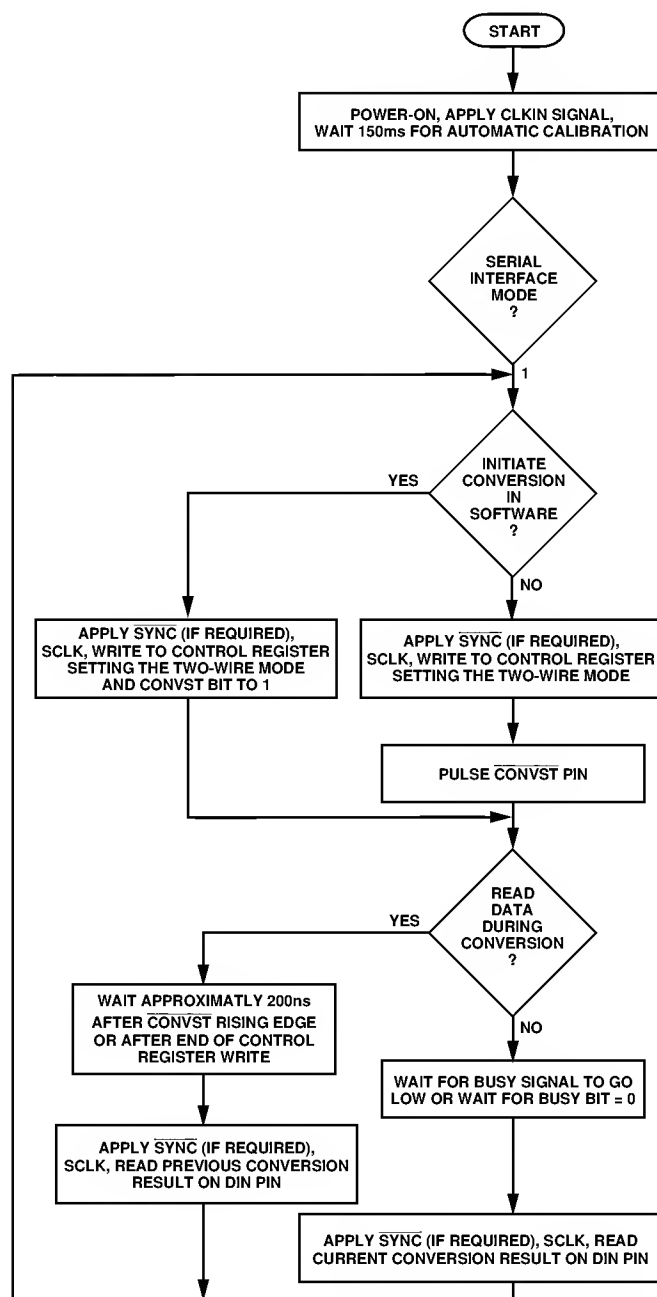 START
POWER-ON, APPLY CLKIN SIGNAL,
WAIT 150ms FOR AUTOMATIC CALIBRATION
SERIAL
INTERFACE
MODE
?
1
INITIATE
CONVERSION
IN
SOFTWARE
?
YES
NO
APPLY SYNC (IF REQUIRED),
SCLK, WRITE TO CONTROL REGISTER
SETTING THE TWO-WIRE MODE
AND CONVST BIT TO 1
APPLY SYNC (IF REQUIRED),
SCLK, WRITE TO CONTROL REGISTER
SETTING THE TWO-WIRE MODE
PULSE CONVST PIN
READ
DATA
DURING
CONVERSION
?
YES
NO
WAIT APPROXIMATLY 200ns
AFTER CONVST RISING EDGE
OR AFTER END OF CONTROL
REGISTER WRITE
WAIT FOR BUSY SIGNAL TO GO
LOW OR WAIT FOR BUSY BIT = 0
APPLY SYNC (IF REQUIRED),
SCLK, READ PREVIOUS CONVERSION
RESULT ON DIN PIN
APPLY SYNC (IF REQUIRED), SCLK, READ
CURRENT CONVERSION RESULT ON DIN PIN